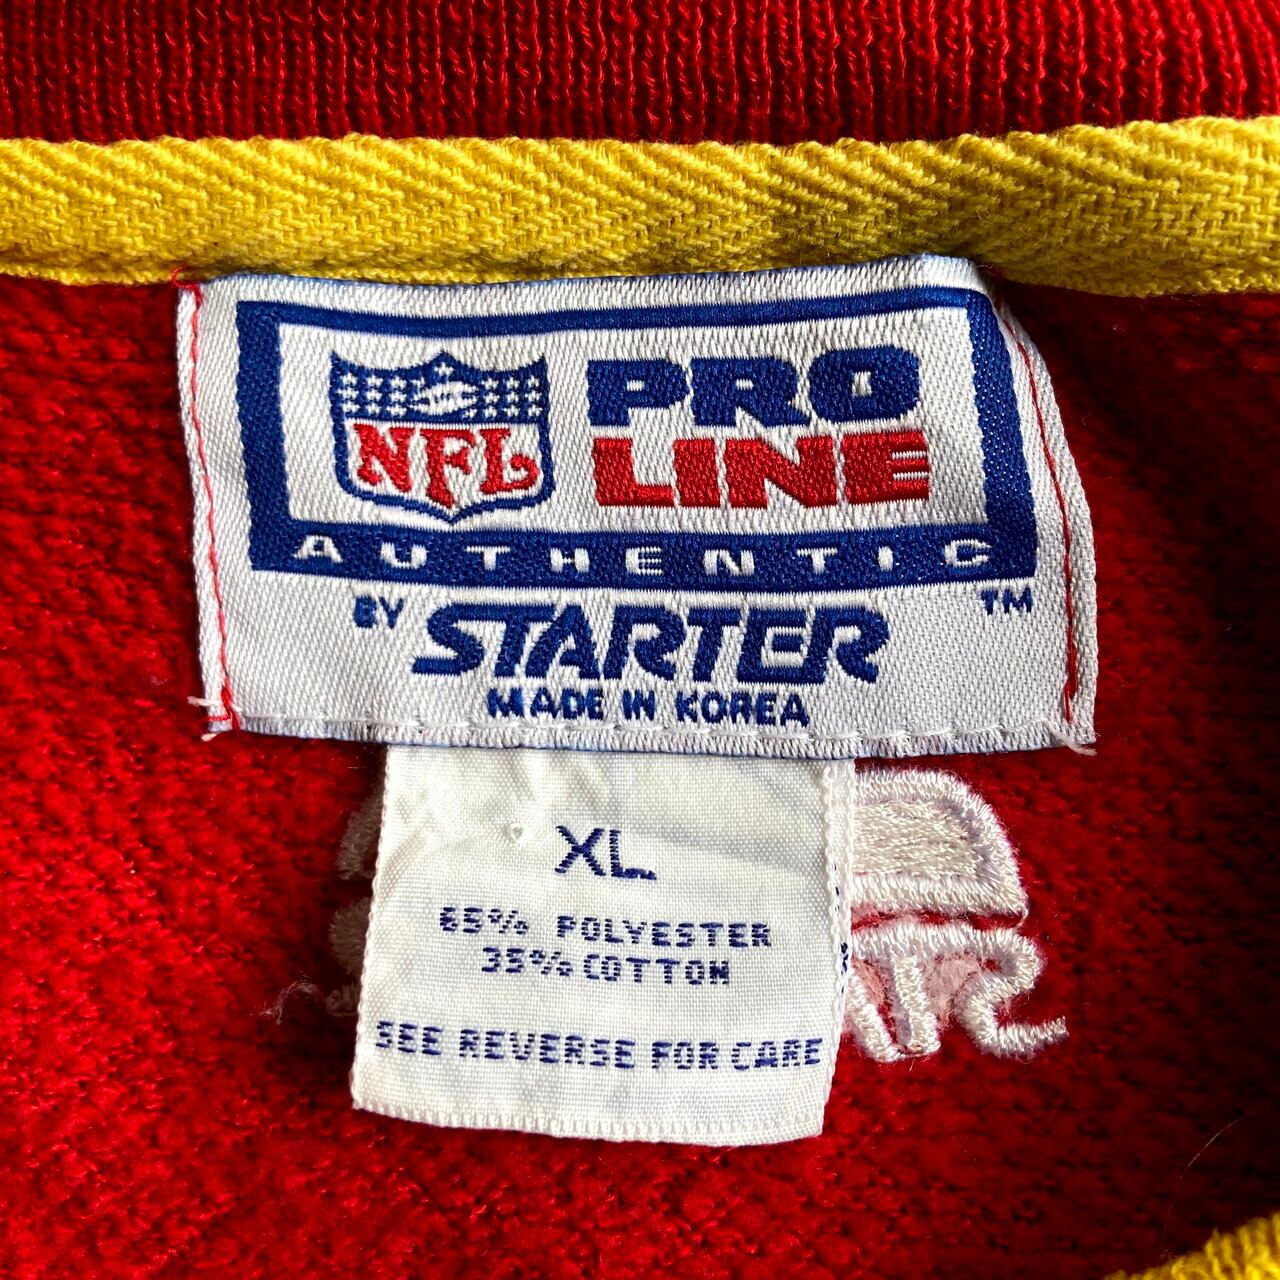 NFL
PRO
LINE
AUTHENTIC
BY STARTER TM
MADE IN KOREA
XL
65% POLYESTER
35% COTTON
SEE REVERSE FOR CARE